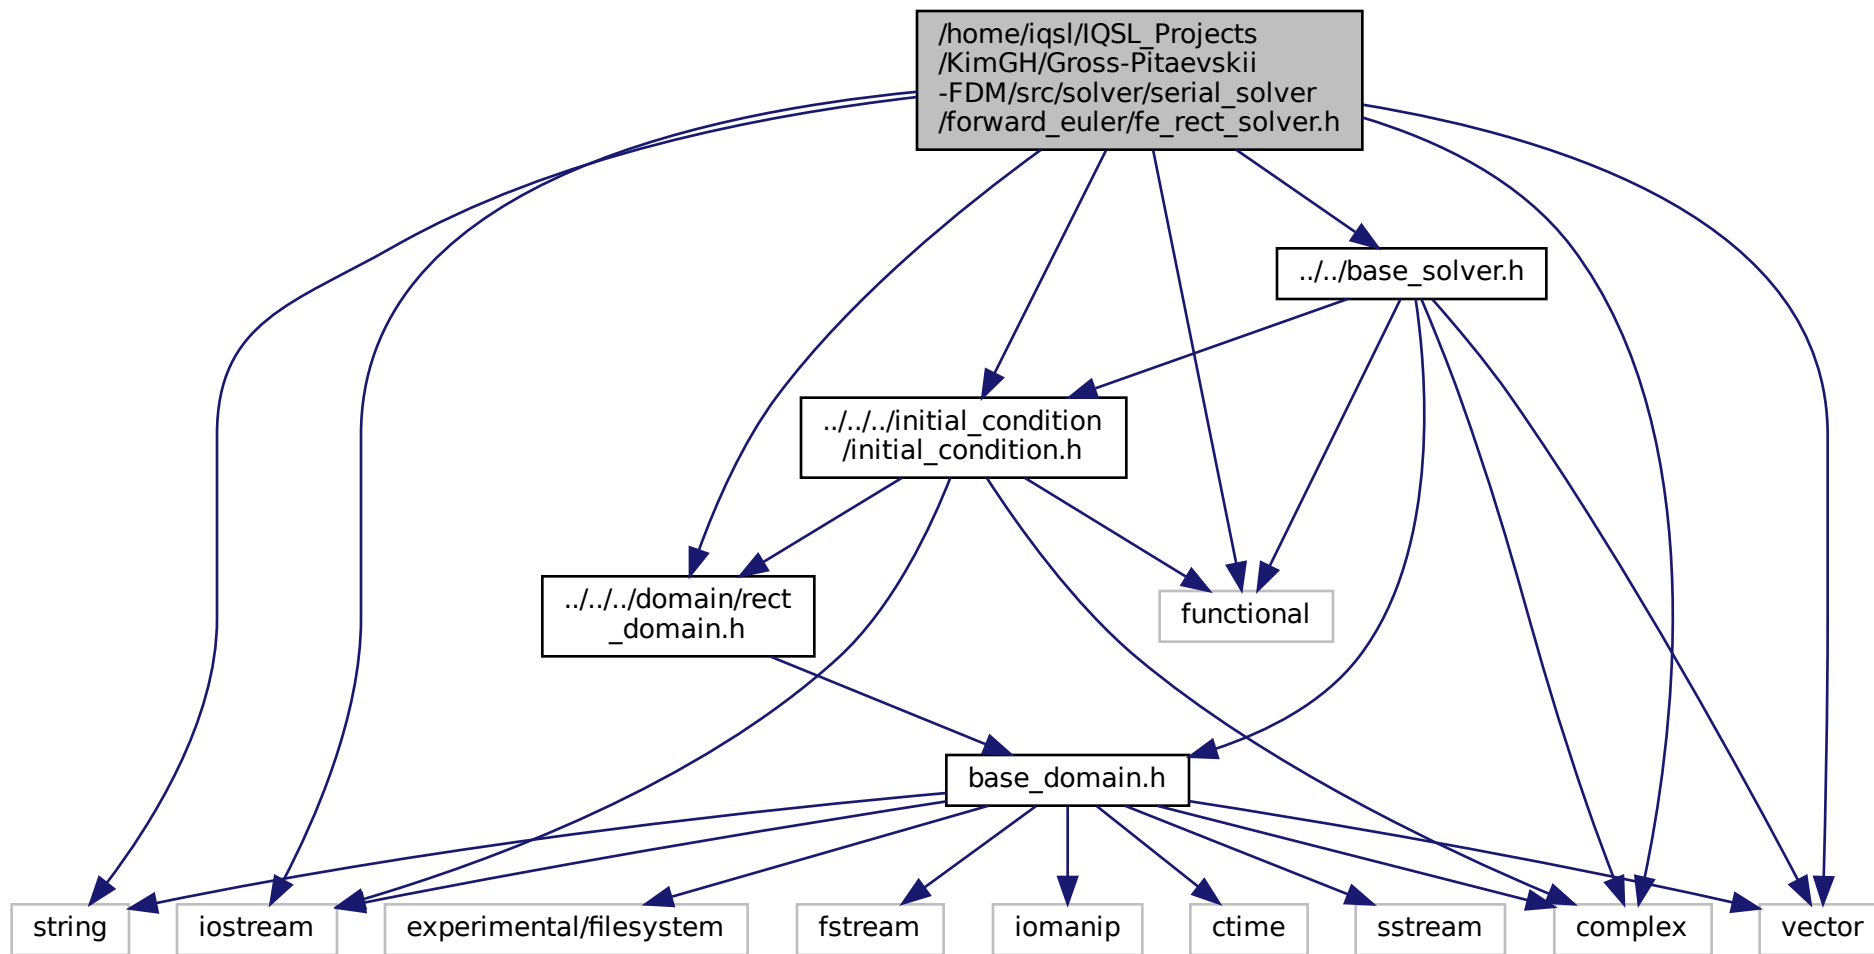 /home/iqsl/IQSL_Projects
/KimGH/Gross-Pitaevskii
-FDM/src/solver/serial_solver
/forward_euler/fe_rect_solver.h
../../base_solver.h
../../../initial_condition
/initial_condition.h
../../../domain/rect
_domain.h
functional
base_domain.h
string
iostream
experimental/filesystem
fstream
iomanip
ctime
sstream
complex
vector